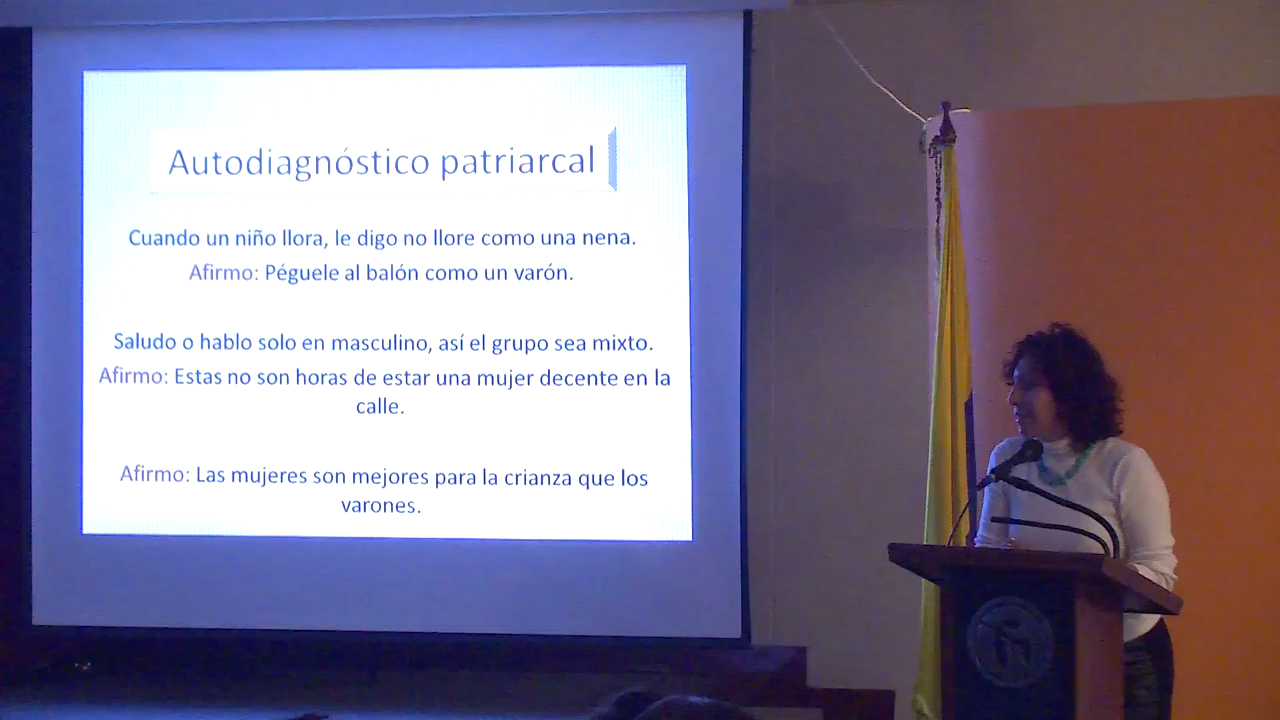 Autodiagnóstico patriarcal
Cuando un niño llora, le digo no llore como una nena.
Afirmo: Péguele al balón como un varón.
Saludo o hablo solo en masculino, así el grupo sea mixto.
Afirmo: Estas no son horas de estar una mujer decente en la
calle.
Afirmo: Las mujeres son mejores para la crianza que los
varones.